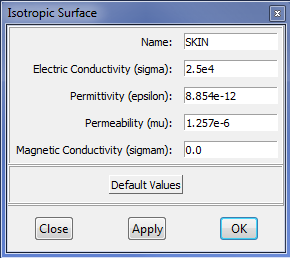 Isotropic Surface
x
Name: SKIN
Electric Conductivity (sigma): 2.5e4
Permittivity (epsilon): 8.854e-12
Permeability (mu): 1.257e-6
Magnetic Conductivity (sigmam): 0.0
Default Values
Close Apply OK